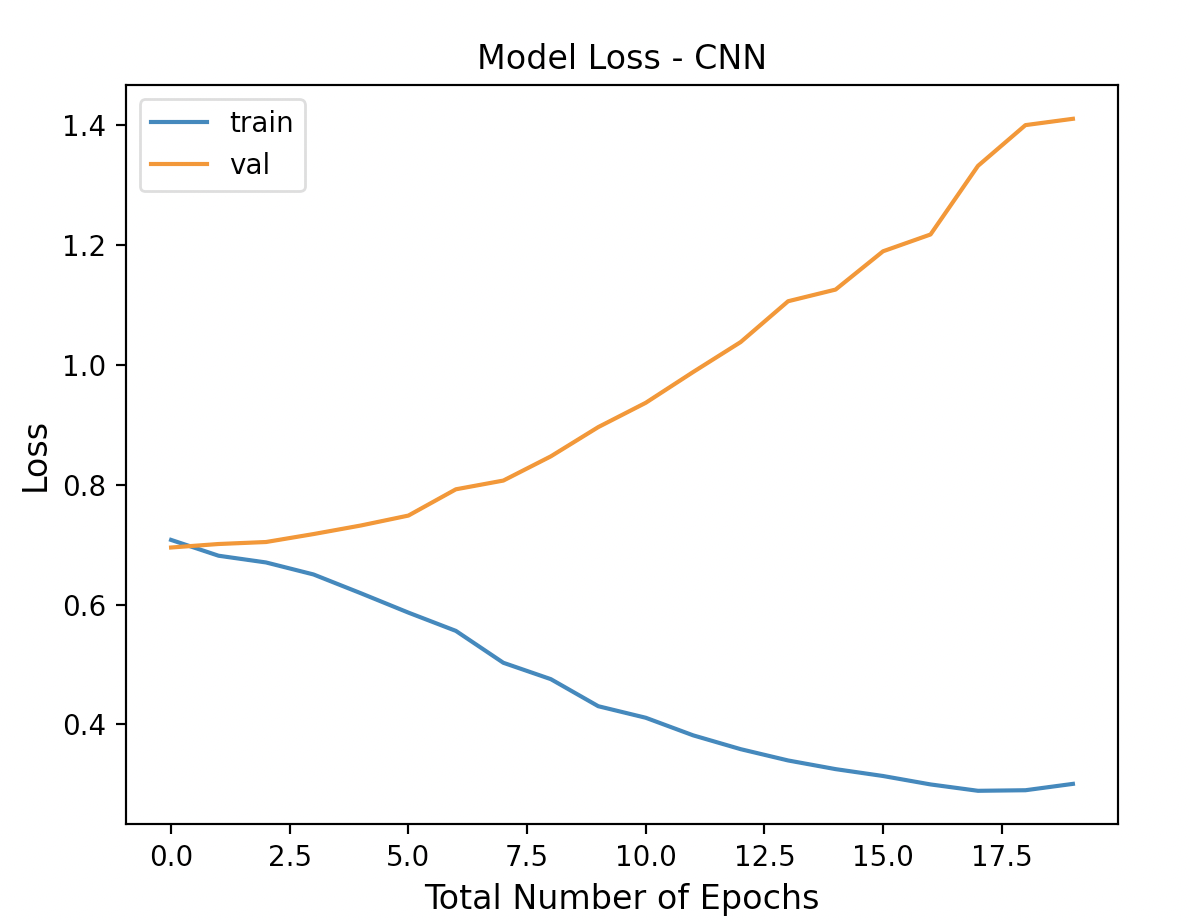 Model Loss - CNN
train
val
1.4
1.2
1.0
0.8
0.6
0.4
Loss
0.0 2.5 5.0 7.5 10.0 12.5 15.0 17.5
Total Number of Epochs